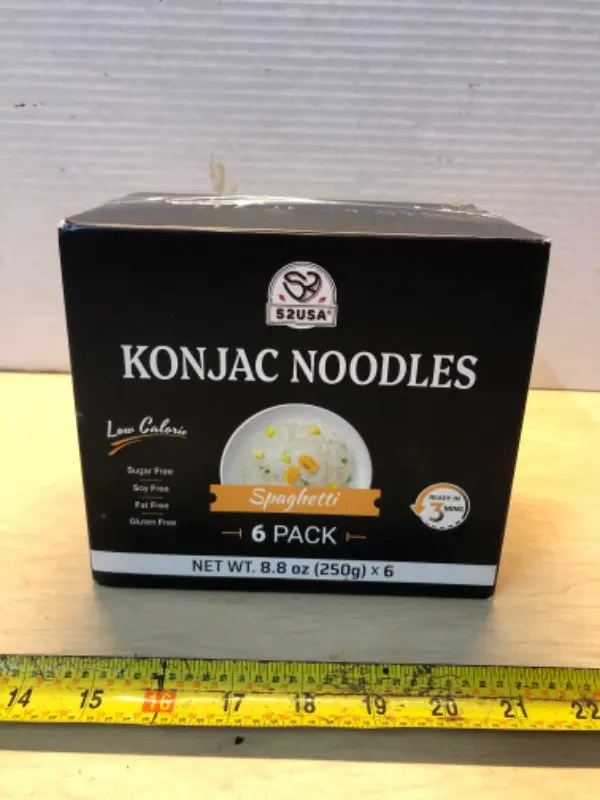 S2USA®
KONJAC NOODLES
Low Calorie
Sugar Free
Soy Free
Fat Free
Gluten Free
Spaghetti
6 PACK
READY IN
3 MINS
NET WT. 8.8 oz (250g) x 6
14 15 16 17 18 19 20 21 22